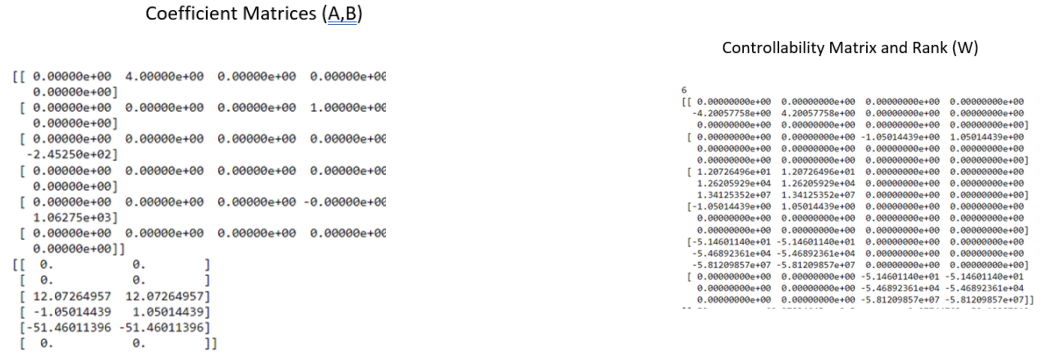 Coefficient Matrices (A,B)
[[ 0.00000e+00 4.00000e+00 0.00000e+00 0.00000e+00
0.00000e+00]
[ 0.00000e+00 0.00000e+00 0.00000e+00 1.00000e+00
0.00000e+00]
[ 0.00000e+00 0.00000e+00 0.00000e+00 0.00000e+00
-2.45250e+02]
[ 0.00000e+00 0.00000e+00 0.00000e+00 0.00000e+00
0.00000e+00]
[ 0.00000e+00 0.00000e+00 0.00000e+00 -0.00000e+00
1.06275e+03]
[ 0.00000e+00 0.00000e+00 0.00000e+00 0.00000e+00
0.00000e+00]]
[[ 0. 0. ]
[ 0. 0. ]
[ 12.07264957 12.07264957]
[ -1.05014439 1.05014439]
[-51.46011396 -51.46011396]
[ 0. 0. ]]
Controllability Matrix and Rank (W)
6
[[ 0.00000000e+00 0.00000000e+00 0.00000000e+00 0.00000000e+00
-4.20057758e+00 4.20057758e+00 0.00000000e+00 0.00000000e+00
0.00000000e+00 0.00000000e+00 0.00000000e+00 0.00000000e+00]
[ 0.00000000e+00 0.00000000e+00 -1.05014439e+00 1.05014439e+00
0.00000000e+00 0.00000000e+00 0.00000000e+00 0.00000000e+00
0.00000000e+00 0.00000000e+00 0.00000000e+00 0.00000000e+00]
[ 1.20726496e+01 1.20726496e+01 0.00000000e+00 0.00000000e+00
1.26205929e+04 1.26205929e+04 0.00000000e+00 0.00000000e+00
1.34125352e+07 1.34125352e+07 0.00000000e+00 0.00000000e+00]
[-1.05014439e+00 1.05014439e+00 0.00000000e+00 0.00000000e+00
0.00000000e+00 0.00000000e+00 0.00000000e+00 0.00000000e+00
0.00000000e+00 0.00000000e+00 0.00000000e+00 0.00000000e+00]
[-5.14601140e+01 -5.14601140e+01 0.00000000e+00 0.00000000e+00
-5.46892361e+04 -5.46892361e+04 0.00000000e+00 0.00000000e+00
-5.81209857e+07 -5.81209857e+07 0.00000000e+00 0.00000000e+00]
[ 0.00000000e+00 0.00000000e+00 -5.14601140e+01 -5.14601140e+01
0.00000000e+00 0.00000000e+00 -5.46892361e+04 -5.46892361e+04
0.00000000e+00 0.00000000e+00 -5.81209857e+07 -5.81209857e+07]]